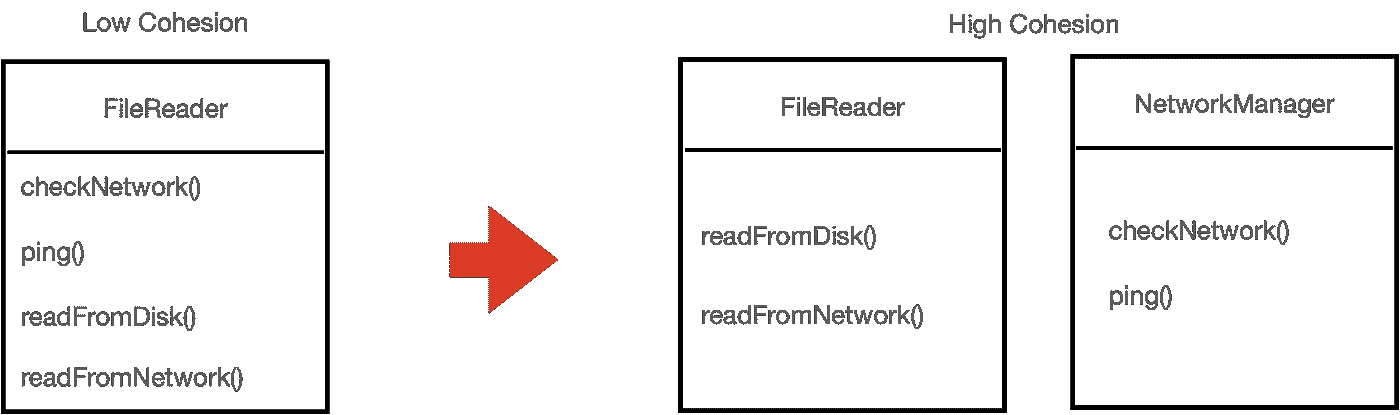 Low Cohesion
FileReader
checkNetwork()
ping()
readFromDisk()
readFromNetwork()
High Cohesion
FileReader
readFromDisk()
readFromNetwork()
NetworkManager
checkNetwork()
ping()